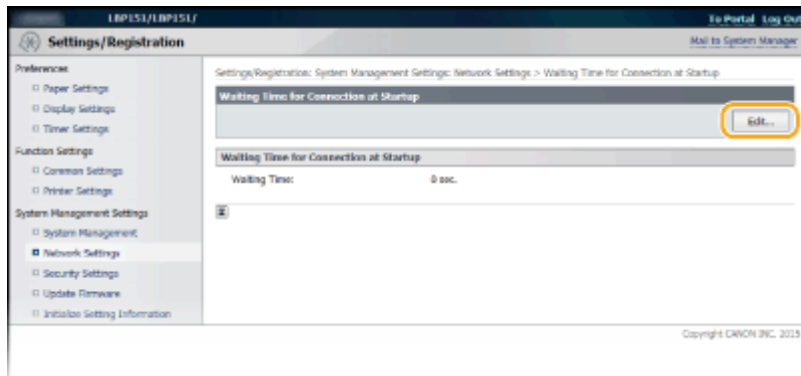 LBP151/LBP151/
To Portal Log Out
Settings/Registration
Mail to System Manager
Preferences
Paper Settings
Display Settings
Timer Settings
Function Settings
Common Settings
Printer Settings
System Management Settings
System Management
Network Settings
Security Settings
Update Firmware
Initialize Setting Information
Settings/Registration: System Management Settings: Network Settings > Waiting Time for Connection at Startup
Waiting Time for Connection at Startup
Edit...
Waiting Time for Connection at Startup
Waiting Time: 0 sec.
Copyright CANON INC. 2015